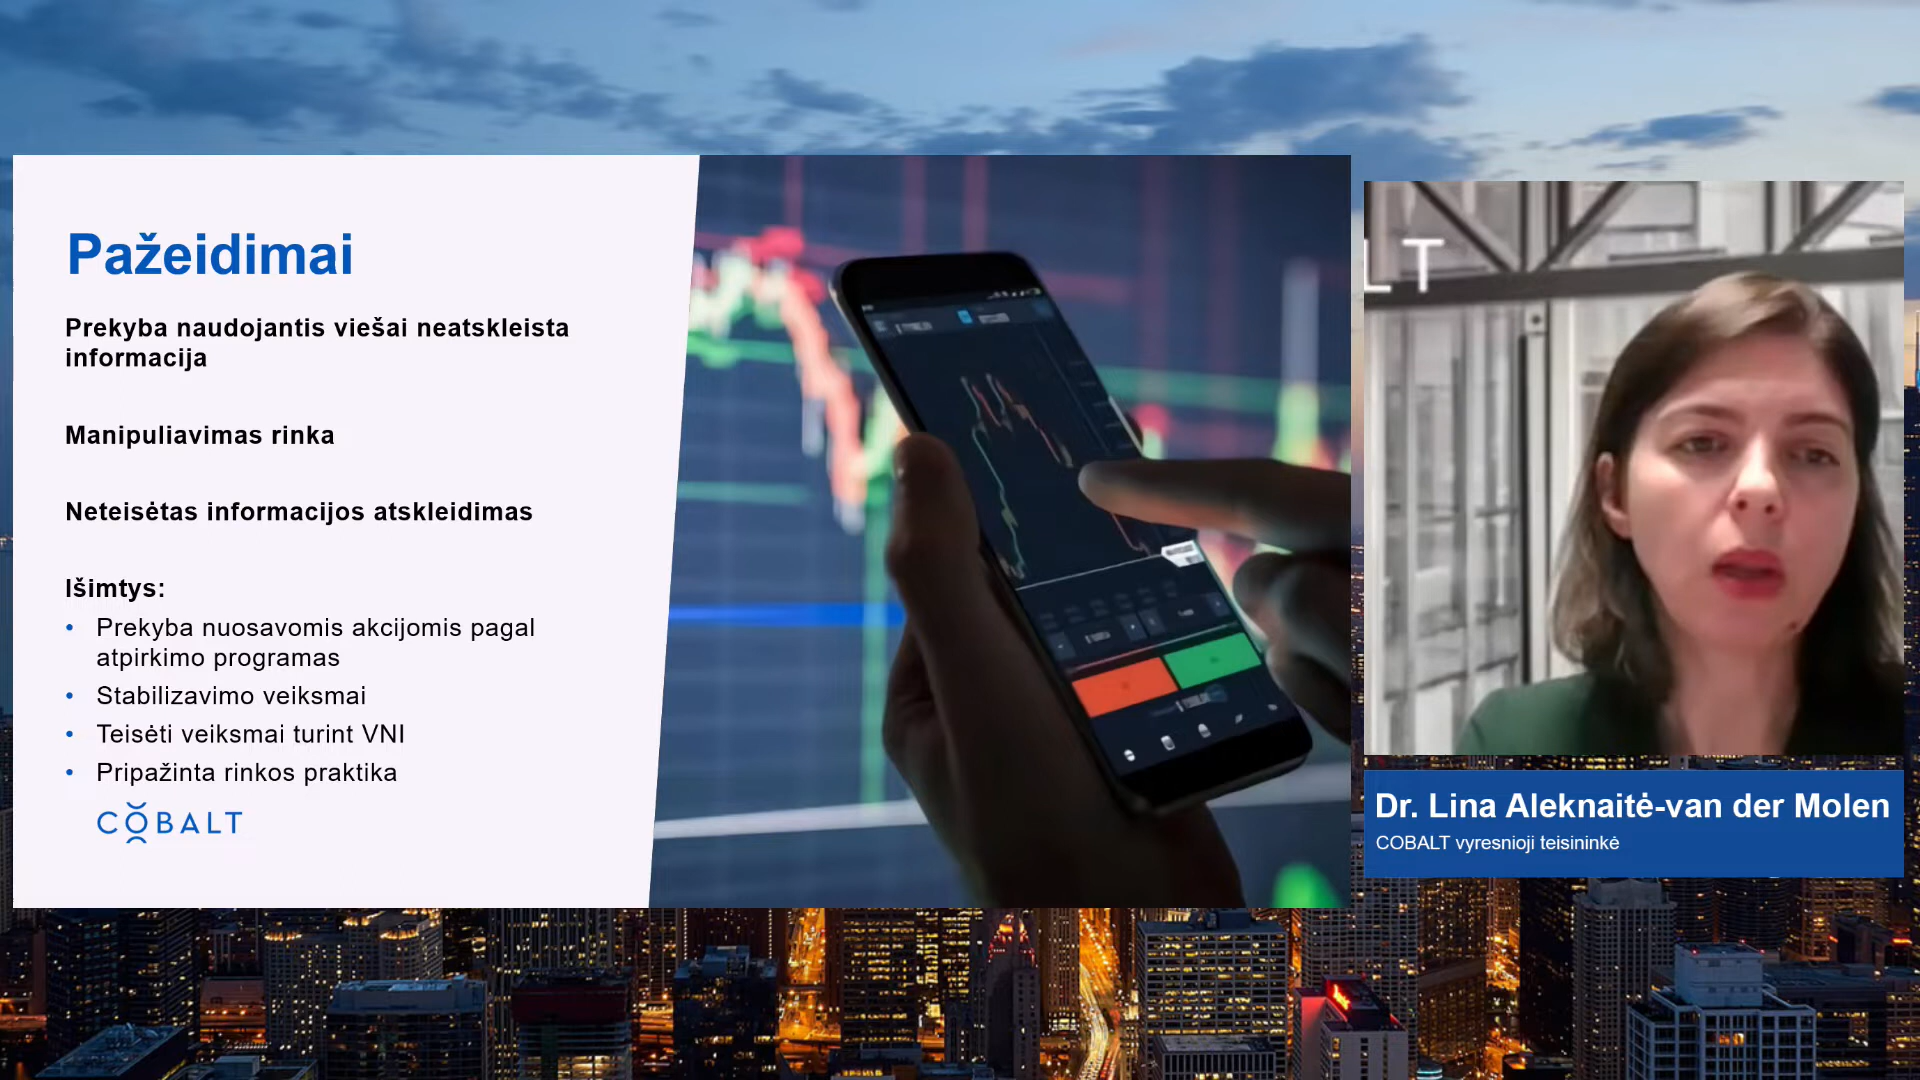 Pažeidimai
Prekyba naudojantis viešai neatskleista
informacija
Manipuliavimas rinka
Neteisėtas informacijos atskleidimas
Išimtys:
• Prekyba nuosavomis akcijomis pagal
atpirkimo programas
• Stabilizavimo veiksmai
• Teisėti veiksmai turint VNI
• Pripažinta rinkos praktika
COBALT
LT
Dr. Lina Aleknaitė-van der Molen
COBALT vyresnioji teisininkė